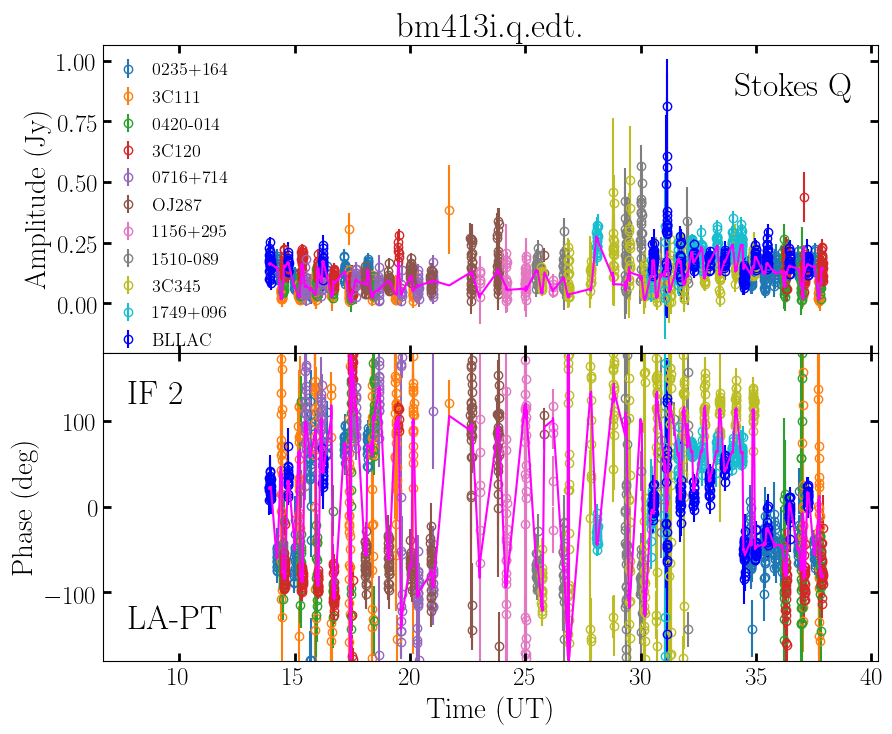 bm413i.q.edt.
Stokes Q
Amplitude (Jy)
1.00
0.75
0.50
0.25
0.00
0235+164
3C111
0420-014
3C120
0716+714
OJ287
1156+295
1510-089
3C345
1749+096
BLLAC
IF 2
LA-PT
Phase (deg)
100
0
−100
10 15 20 25 30 35 40
Time (UT)